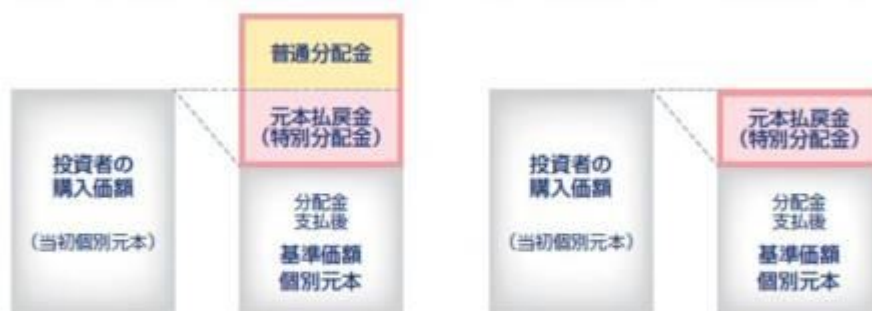 普通分配金
元本払戻金
(特別分配金)
投資者の
購入価額
(当初個別元本)
分配金
支払後
基準価額
個別元本
元本払戻金
(特別分配金)
投資者の
購入価額
(当初個別元本)
分配金
支払後
基準価額
個別元本